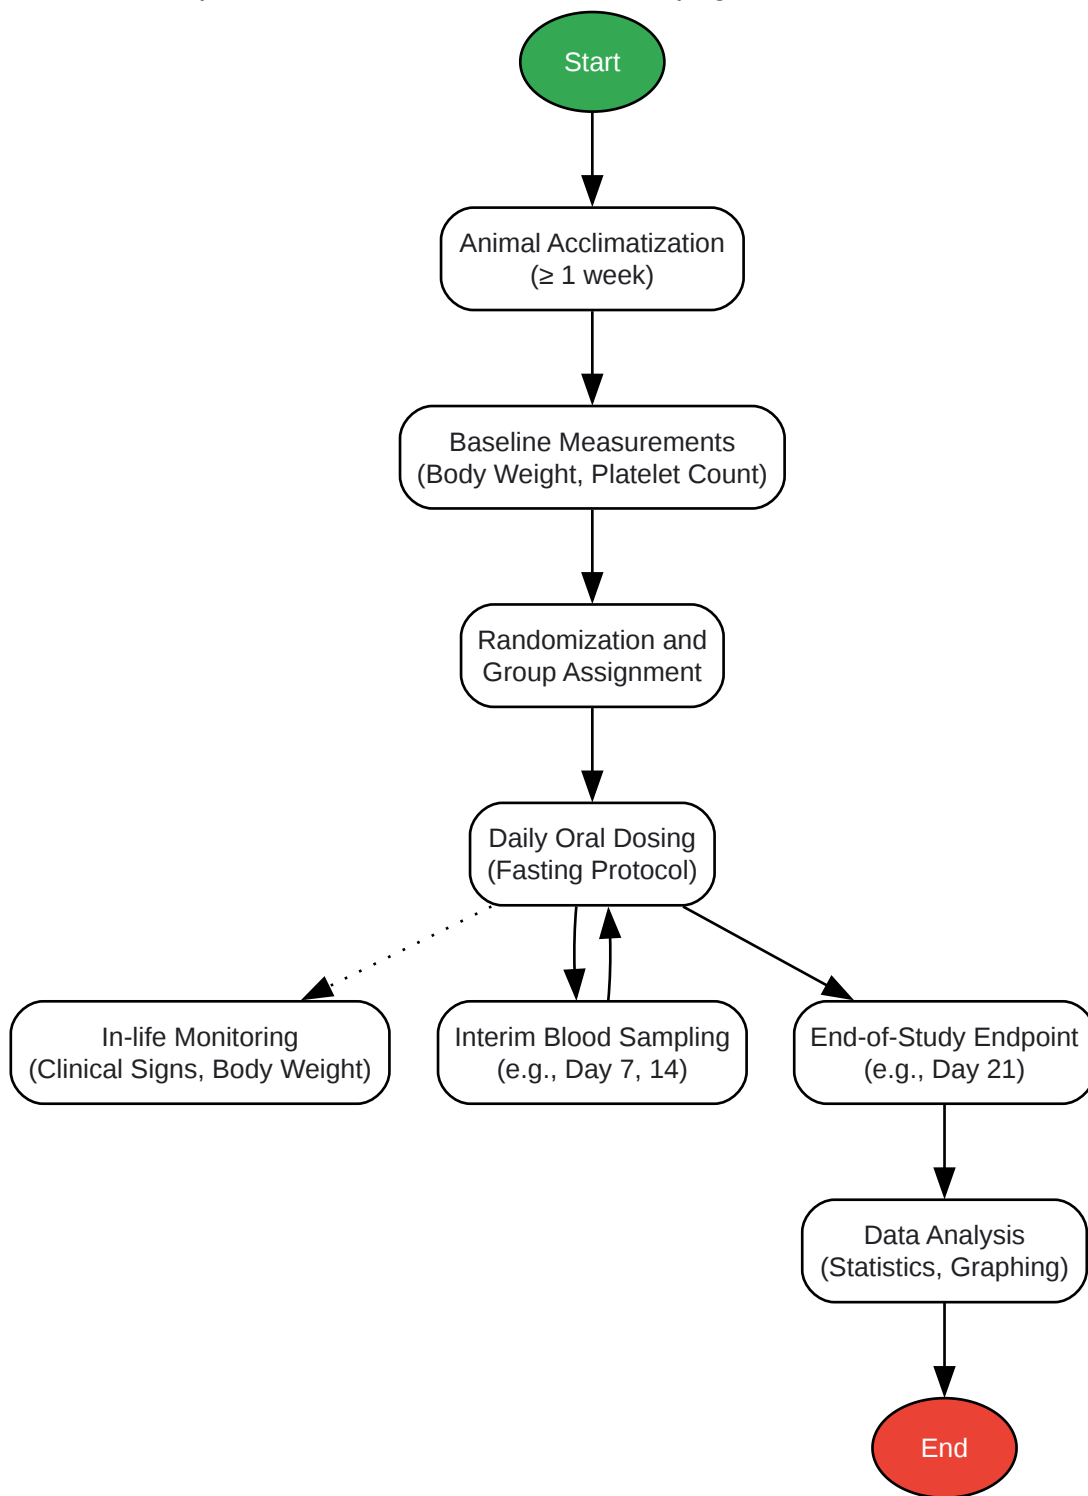 Start
Animal Acclimatization
(≥ 1 week)
Baseline Measurements
(Body Weight, Platelet Count)
Randomization and
Group Assignment
Daily Oral Dosing
(Fasting Protocol)
In-life Monitoring
(Clinical Signs, Body Weight)
Interim Blood Sampling
(e.g., Day 7, 14)
End-of-Study Endpoint
(e.g., Day 21)
Data Analysis
(Statistics, Graphing)
End